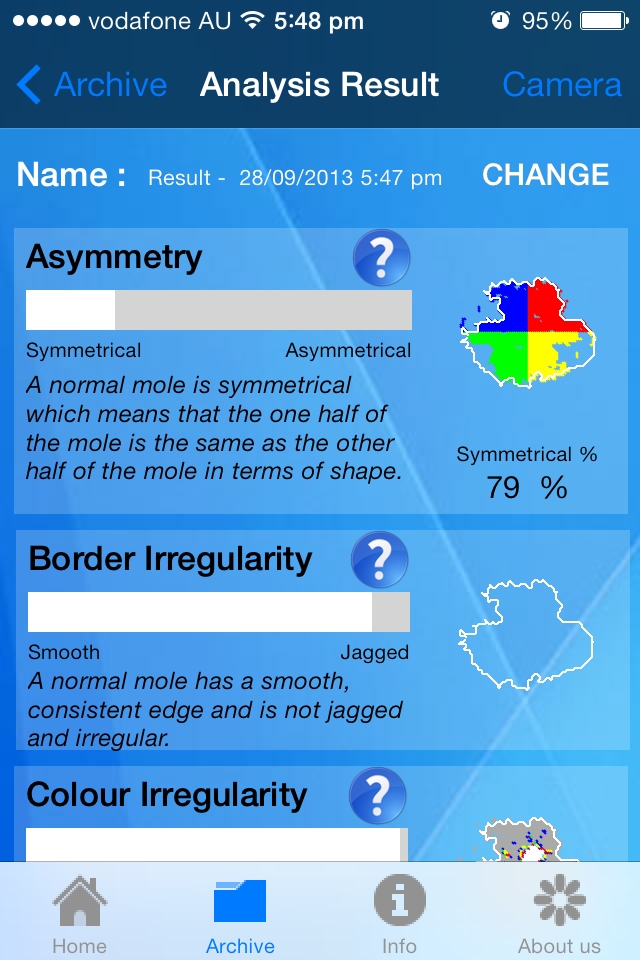 vodafone AU 5:48 pm 95%
Archive Analysis Result Camera
Name : Result - 28/09/2013 5:47 pm CHANGE
Asymmetry ?
Symmetrical Asymmetrical
A normal mole is symmetrical
which means that the one half of
the mole is the same as the other
half of the mole in terms of shape.
Symmetrical %
79 %
Border Irregularity ?
Smooth Jagged
A normal mole has a smooth,
consistent edge and is not jagged
and irregular.
Colour Irregularity ?
Home Archive Info About us